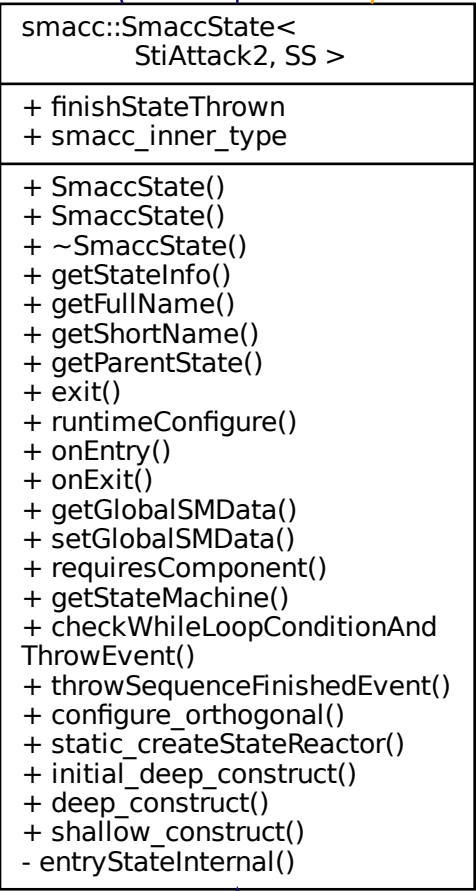 smacc::SmaccState<
StiAttack2, SS >
+ finishStateThrown
+ smacc_inner_type
+ SmaccState()
+ SmaccState()
+ ~SmaccState()
+ getStateInfo()
+ getFullName()
+ getShortName()
+ getParentState()
+ exit()
+ runtimeConfigure()
+ onEntry()
+ onExit()
+ getGlobalSMData()
+ setGlobalSMData()
+ requiresComponent()
+ getStateMachine()
+ checkWhileLoopConditionAnd
ThrowEvent()
+ throwSequenceFinishedEvent()
+ configure_orthogonal()
+ static_createStateReactor()
+ initial_deep_construct()
+ deep_construct()
+ shallow_construct()
- entryStateInternal()